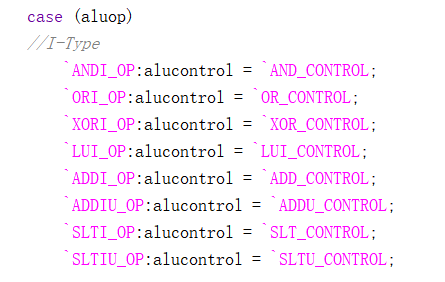 case (aluop)
//I-Type
`ANDI_OP:alucontrol = `AND_CONTROL;
`ORI_OP:alucontrol = `OR_CONTROL;
`XORI_OP:alucontrol = `XOR_CONTROL;
`LUI_OP:alucontrol = `LUI_CONTROL;
`ADDI_OP:alucontrol = `ADD_CONTROL;
`ADDIU_OP:alucontrol = `ADDU_CONTROL;
`SLTI_OP:alucontrol = `SLT_CONTROL;
`SLTIU_OP:alucontrol = `SLTU_CONTROL;